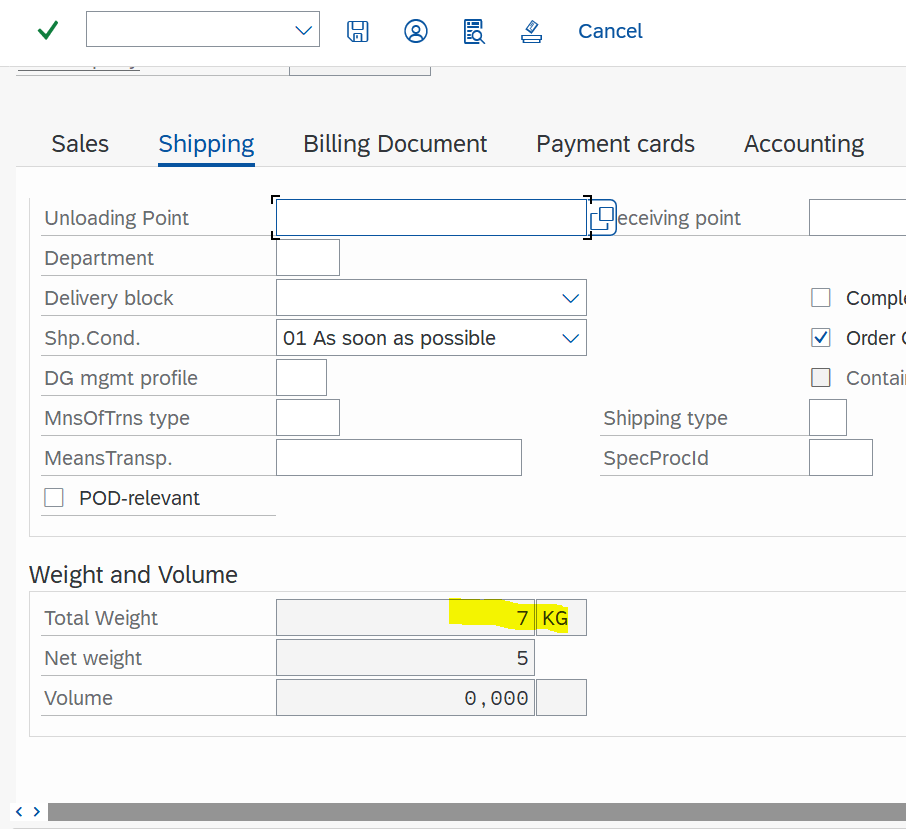 Cancel
Sales Shipping Billing Document Payment cards Accounting
Unloading Point eceiving point
Department
Delivery block Comple
Shp.Cond. 01 As soon as possible Order
DG mgmt profile Contai
MnsOfTrns type Shipping type
MeansTransp. SpecProcId
POD-relevant
Weight and Volume
Total Weight 7 KG
Net weight 5
Volume 0,000